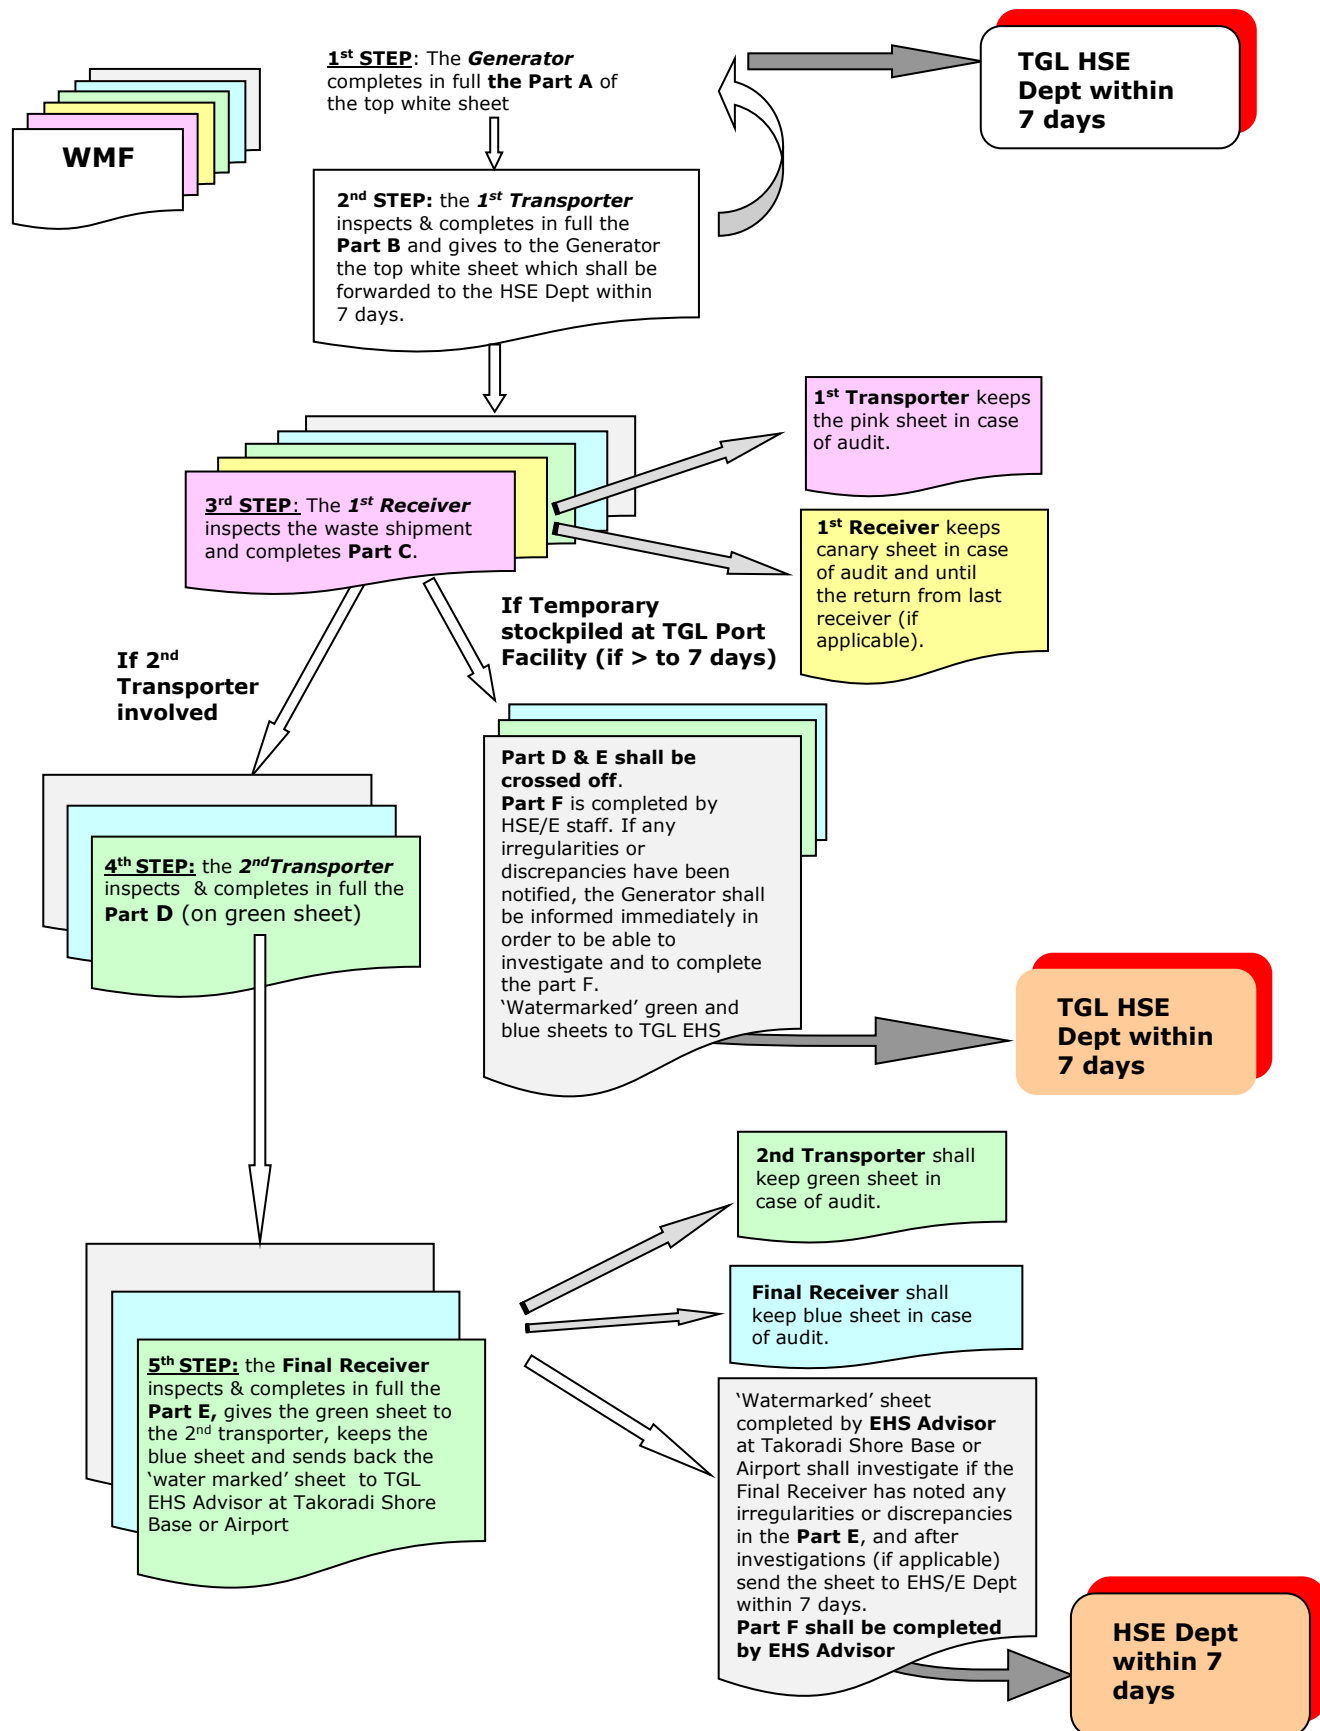 WMF
1st STEP: The Generator
completes in full the Part A of
the top white sheet
TGL HSE
Dept within
7 days
2nd STEP: the 1st Transporter
inspects & completes in full the
Part B and gives to the Generator
the top white sheet which shall be
forwarded to the HSE Dept within
7 days.
1st Transporter keeps
the pink sheet in case
of audit.
3rd STEP: The 1st Receiver
inspects the waste shipment
and completes Part C.
1st Receiver keeps
canary sheet in case
of audit and until
the return from last
receiver (if
applicable).
If 2nd
Transporter
involved
If Temporary
stockpiled at TGL Port
Facility (if > to 7 days)
Part D & E shall be
crossed off.
Part F is completed by
HSE/E staff. If any
irregularities or
discrepancies have been
notified, the Generator shall
be informed immediately in
order to be able to
investigate and to complete
the part F.
‘Watermarked’ green and
blue sheets to TGL EHS
4th STEP: the 2ndTransporter
inspects & completes in full the
Part D (on green sheet)
TGL HSE
Dept within
7 days
2nd Transporter shall
keep green sheet in
case of audit.
Final Receiver shall
keep blue sheet in case
of audit.
5th STEP: the Final Receiver
inspects & completes in full the
Part E, gives the green sheet to
the 2nd transporter, keeps the
blue sheet and sends back the
‘water marked’ sheet to TGL
EHS Advisor at Takoradi Shore
Base or Airport
‘Watermarked’ sheet
completed by EHS Advisor
at Takoradi Shore Base or
Airport shall investigate if the
Final Receiver has noted any
irregularities or discrepancies
in the Part E, and after
investigations (if applicable)
send the sheet to EHS/E Dept
within 7 days.
Part F shall be completed
by EHS Advisor
HSE Dept
within 7
days